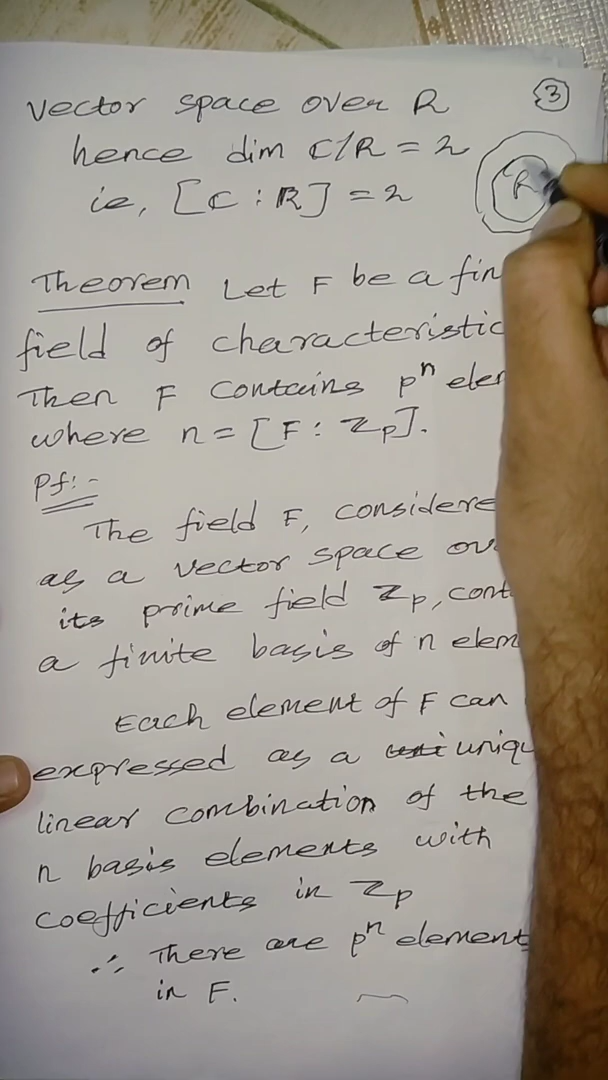 Vector space over R
3
hence dim C/R = 2
ie, [C : R] = 2
R
Theorem Let F be a fin
field of characteristic
Then F contains pⁿ elem
where n = [F : Zp].
Pf:-
The field F, considere
as a vector space ov
its prime field Zp, cont
a finite basis of n elem
Each element of F can
expressed as a uniqu
linear combination of the
n basis elements with
coefficients in Zp
∴ There are pⁿ element
in F.